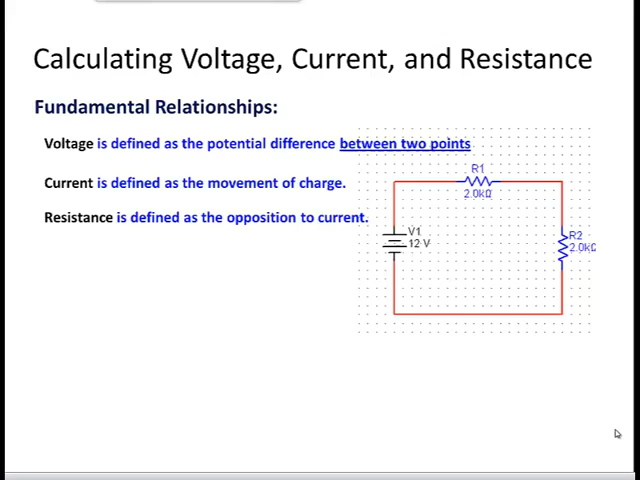 Calculating Voltage, Current, and Resistance
Fundamental Relationships:
Voltage is defined as the potential difference between two points
Current is defined as the movement of charge.
Resistance is defined as the opposition to current.
R1
2.0kΩ
V1
12 V
R2
2.0kΩ